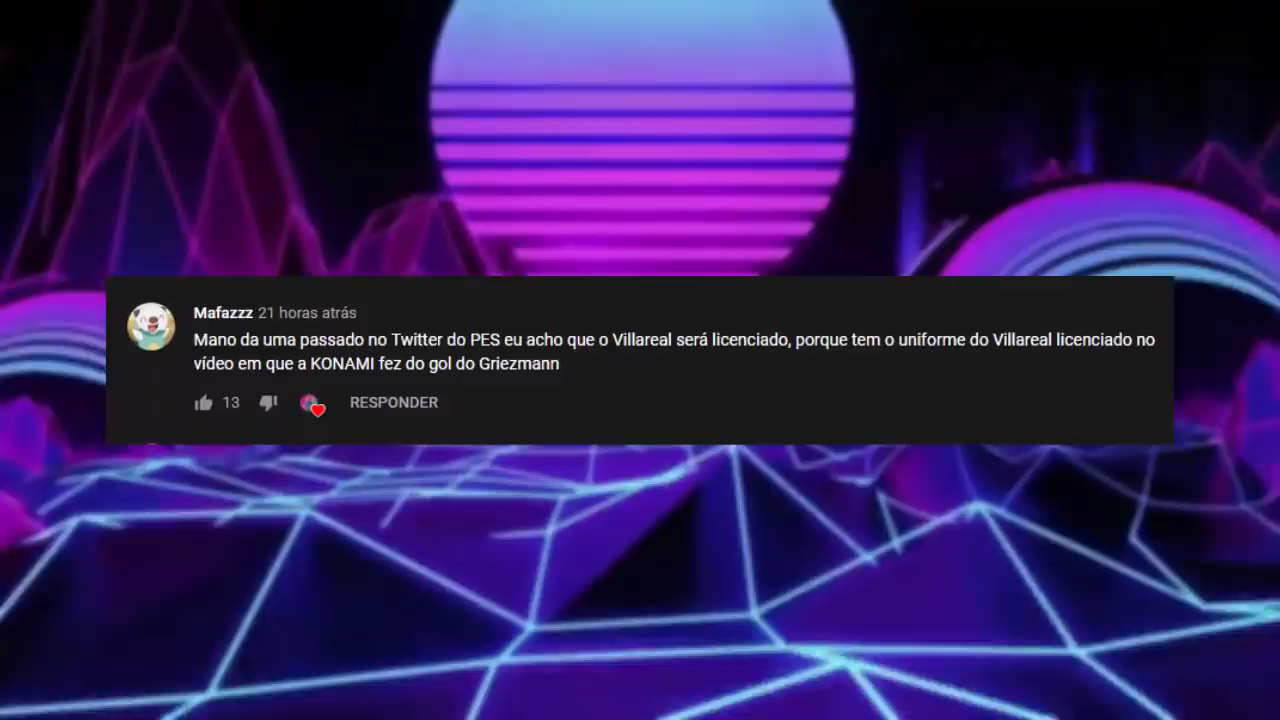 Mafazzz 21 horas atrás
Mano da uma passado no Twitter do PES eu acho que o Villareal será licenciado, porque tem o uniforme do Villareal licenciado no
vídeo em que a KONAMI fez do gol do Griezmann
13 RESPONDER